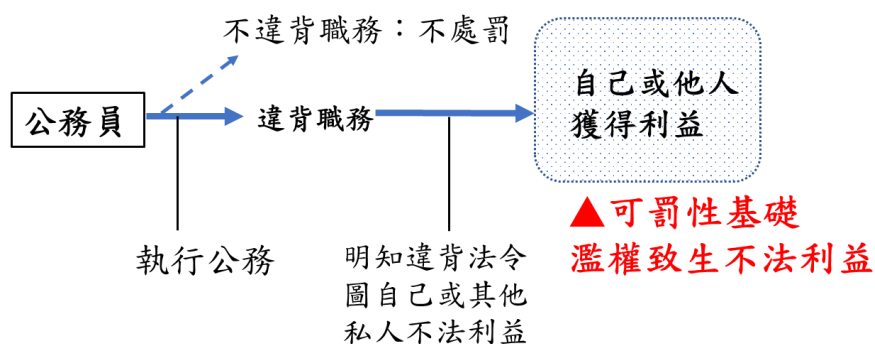 不違背職務：不處罰
公務員
違背職務
自己或他人
獲得利益
執行公務
明知違背法令
圖自己或其他
私人不法利益
▲可罰性基礎
濫權致生不法利益